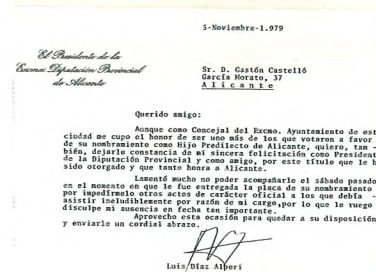 5-Noviembre-1.979
El Presidente de la
Excma. Diputación Provincial
de Alicante
Sr. D. Gastón Castelló
García Morato, 37
A l i c a n t e
Querido amigo:
Aunque como Concejal del Excmo. Ayuntamiento de est
ciudad me cupo el honor de ser uno más de los que votaron a favor
de su nombramiento como Hijo Predilecto de Alicante, quiero, tam -
bién, dejarle constancia de mi sincera felicitación como President
de la Diputación Provincial y como amigo, por este título que le h
sido otorgado y que tanto honra a Alicante.
Lamentó mucho no poder acompañarle el sábado pasado
en el momento en que le fue entregada la placa de su nombramiento
por impedírmelo otros actos de carácter oficial a los que debía -
asistir ineludiblemente por razón de mi cargo,por lo que le ruego
disculpe mi ausencia en fecha tan importante.
Aprovecho esta ocasión para quedar a su disposición
y enviarle un cordial abrazo.
Luis Díaz Alperi